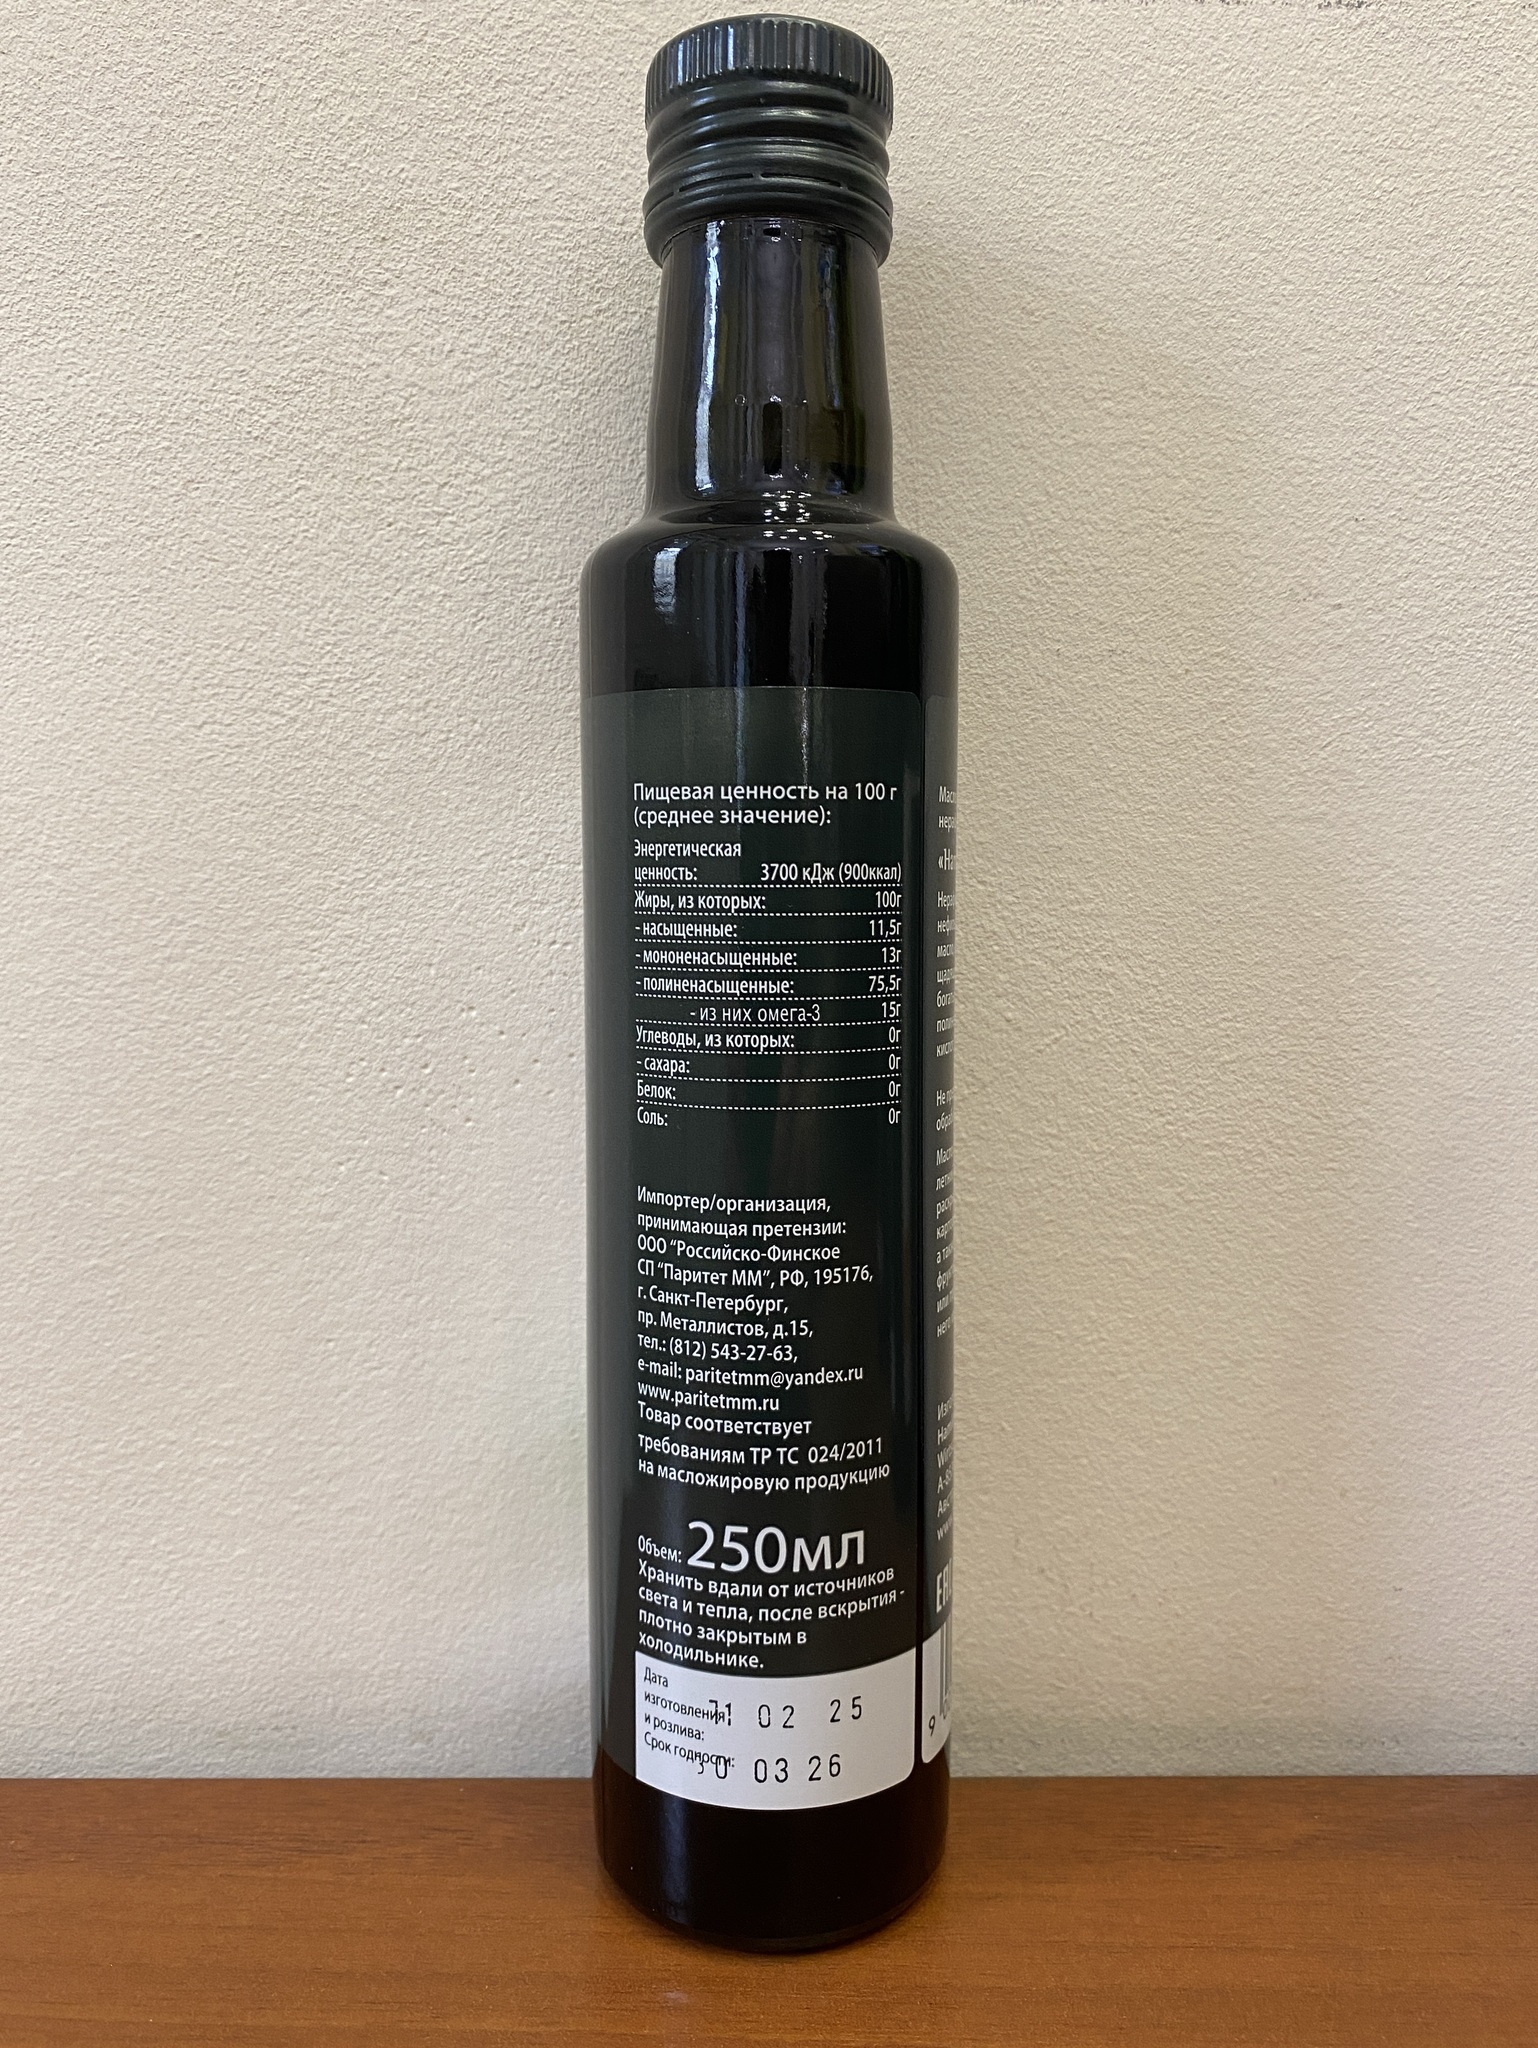 Пищевая ценность на 100 г
(среднее значение):
Энергетическая
ценность: 3700 кДж (900ккал)
Жиры, из которых: 100г
- насыщенные: 11,5г
- мононенасыщенные: 13г
- полиненасыщенные: 75,5г
- из них омега-3 15г
Углеводы, из которых: 0г
- сахара: 0г
Белок: 0г
Соль: 0г
Импортер/организация,
принимающая претензии:
ООО "Российско-Финское
СП "Паритет ММ", РФ, 195176,
г. Санкт-Петербург,
пр. Металлистов, д.15,
тел.: (812) 543-27-63,
e-mail: paritetmm@yandex.ru
www.paritetmm.ru
Товар соответствует
требованиям ТР ТС 024/2011
на масложировую продукцию
Объем: 250мл
Хранить вдали от источников
света и тепла, после вскрытия -
плотно закрытым в
холодильнике.
Дата
изготовления 02 25
и розлива:
Срок годности: 03 26
масло
9